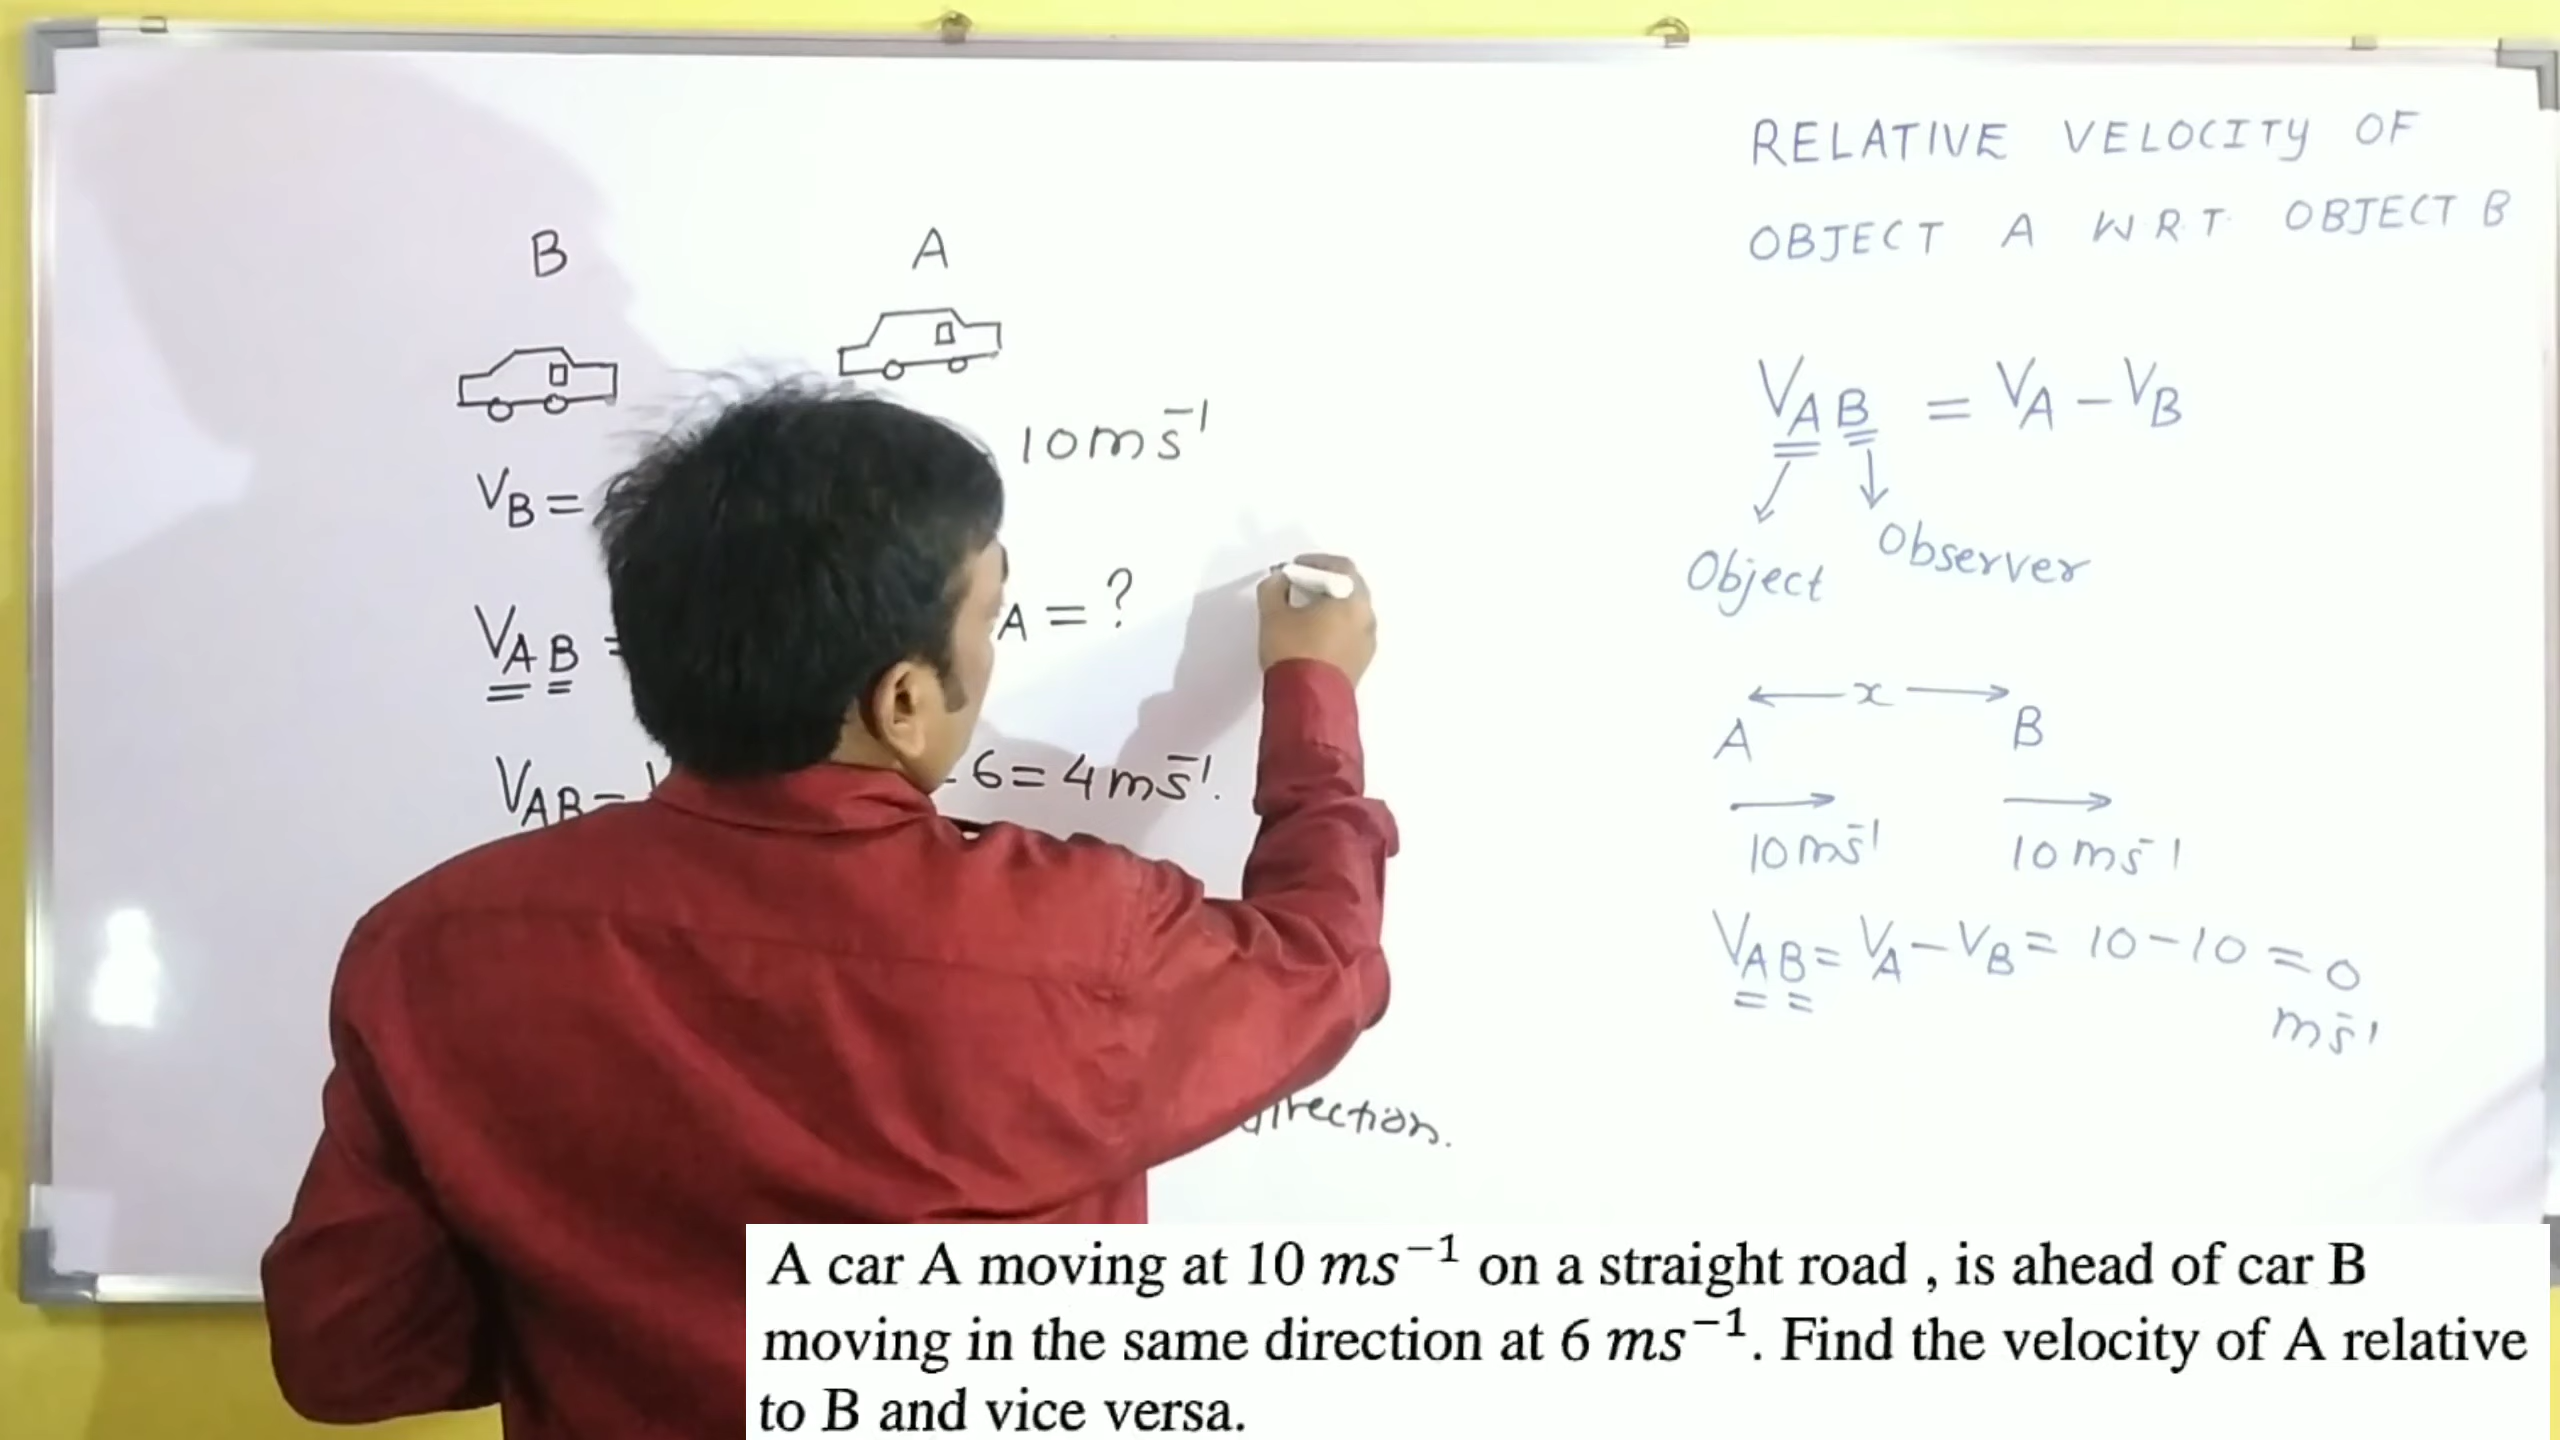 B
A
10 ms⁻¹
V_B =
V_AB =
A = ?
V_AB =
- 6 = 4 ms⁻¹.
direction.
RELATIVE VELOCITY OF
OBJECT A W.R.T. OBJECT B
V_AB = V_A - V_B
Object Observer
x
A B
10 ms⁻¹ 10 ms⁻¹
V_AB = V_A - V_B = 10 - 10 = 0
ms⁻¹
A car A moving at 10 ms⁻¹ on a straight road , is ahead of car B
moving in the same direction at 6 ms⁻¹. Find the velocity of A relative
to B and vice versa.